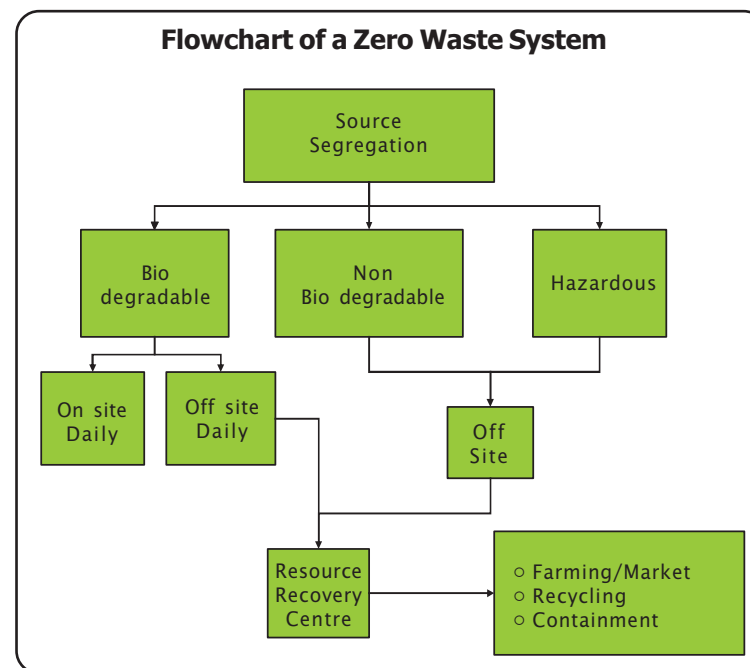 Flowchart of a Zero Waste System
Source
Segregation
Bio
degradable
Non
Bio degradable
Hazardous
On site
Daily
Off site
Daily
Off
Site
Resource
Recovery
Centre
○ Farming/Market
○ Recycling
○ Containment